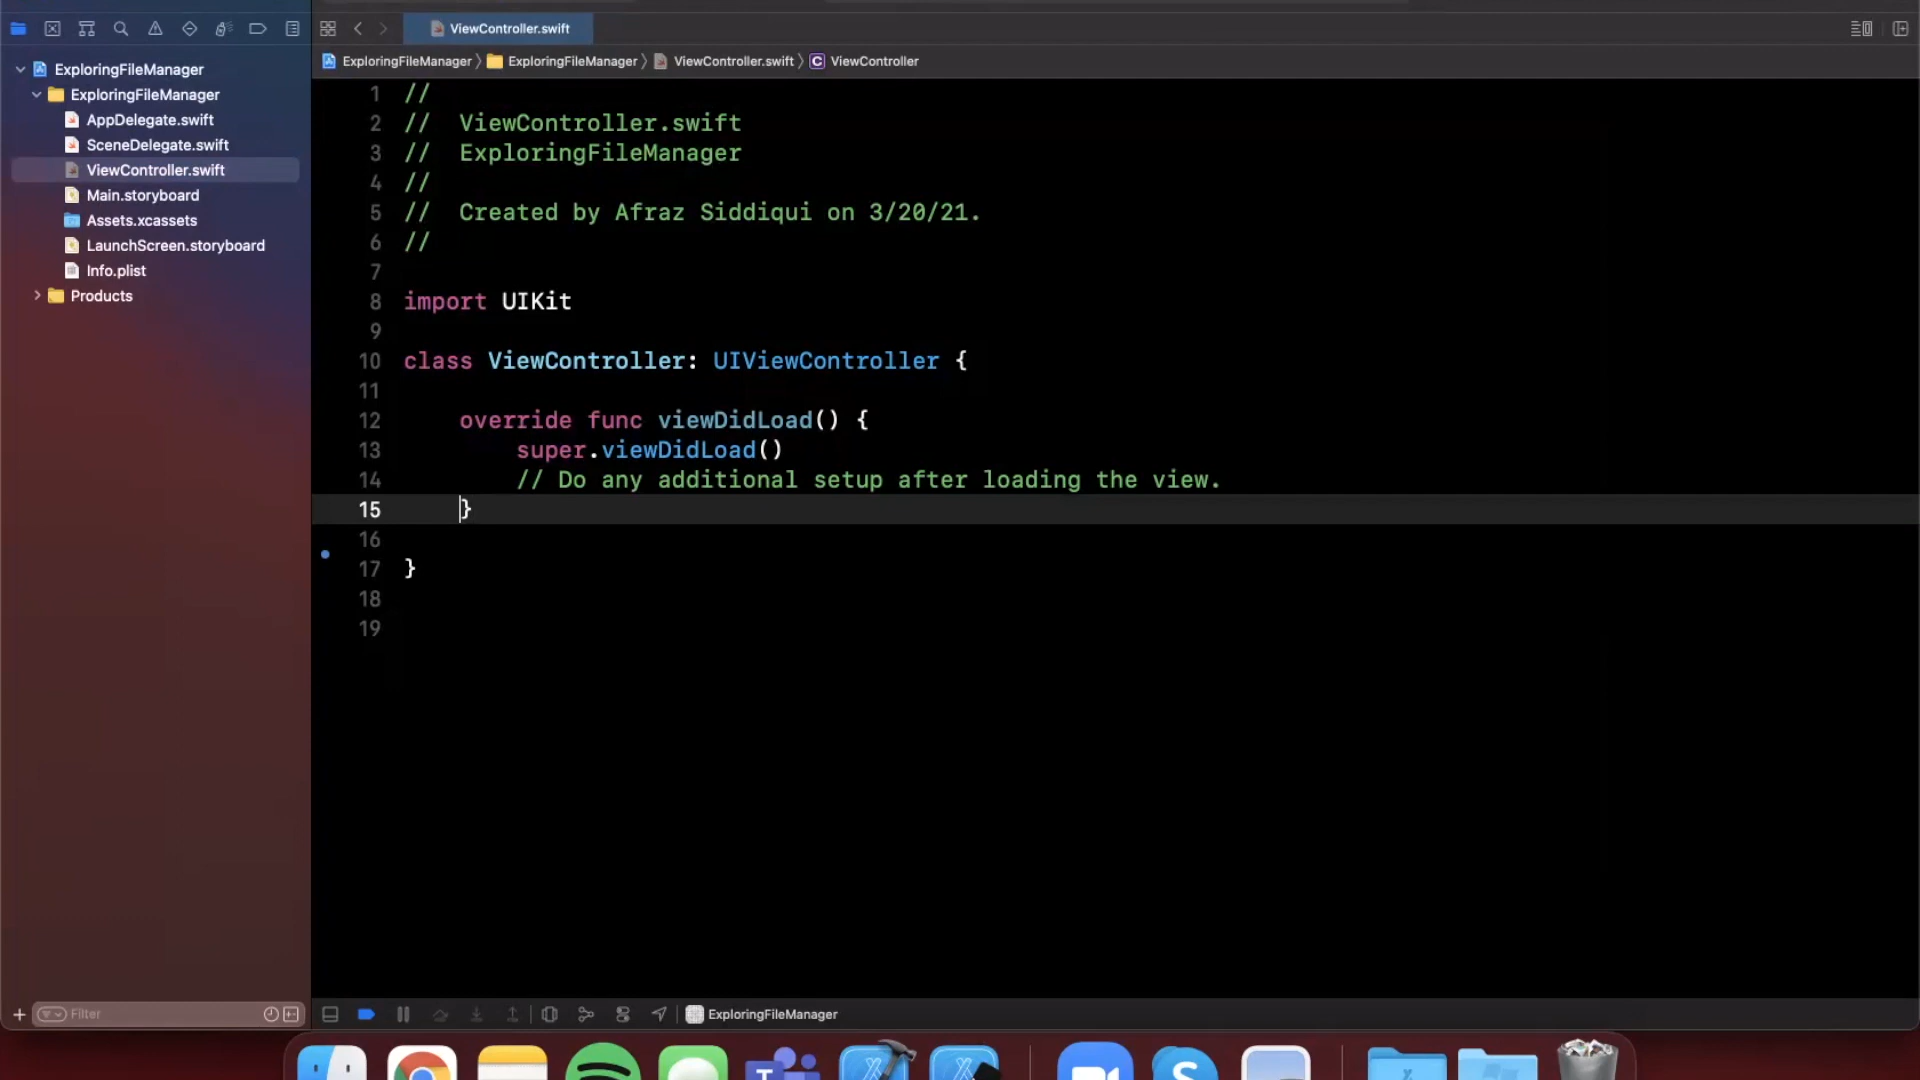 ViewController.swift
ExploringFileManager
ExploringFileManager
AppDelegate.swift
SceneDelegate.swift
ViewController.swift
Main.storyboard
Assets.xcassets
LaunchScreen.storyboard
Info.plist
Products
Filter
ExploringFileManager ExploringFileManager ViewController.swift C ViewController
1 //
2 // ViewController.swift
3 // ExploringFileManager
4 //
5 // Created by Afraz Siddiqui on 3/20/21.
6 //
7
8 import UIKit
9
10 class ViewController: UIViewController {
11
12 override func viewDidLoad() {
13 super.viewDidLoad()
14 // Do any additional setup after loading the view.
15 }
16
17 }
18
19
ExploringFileManager